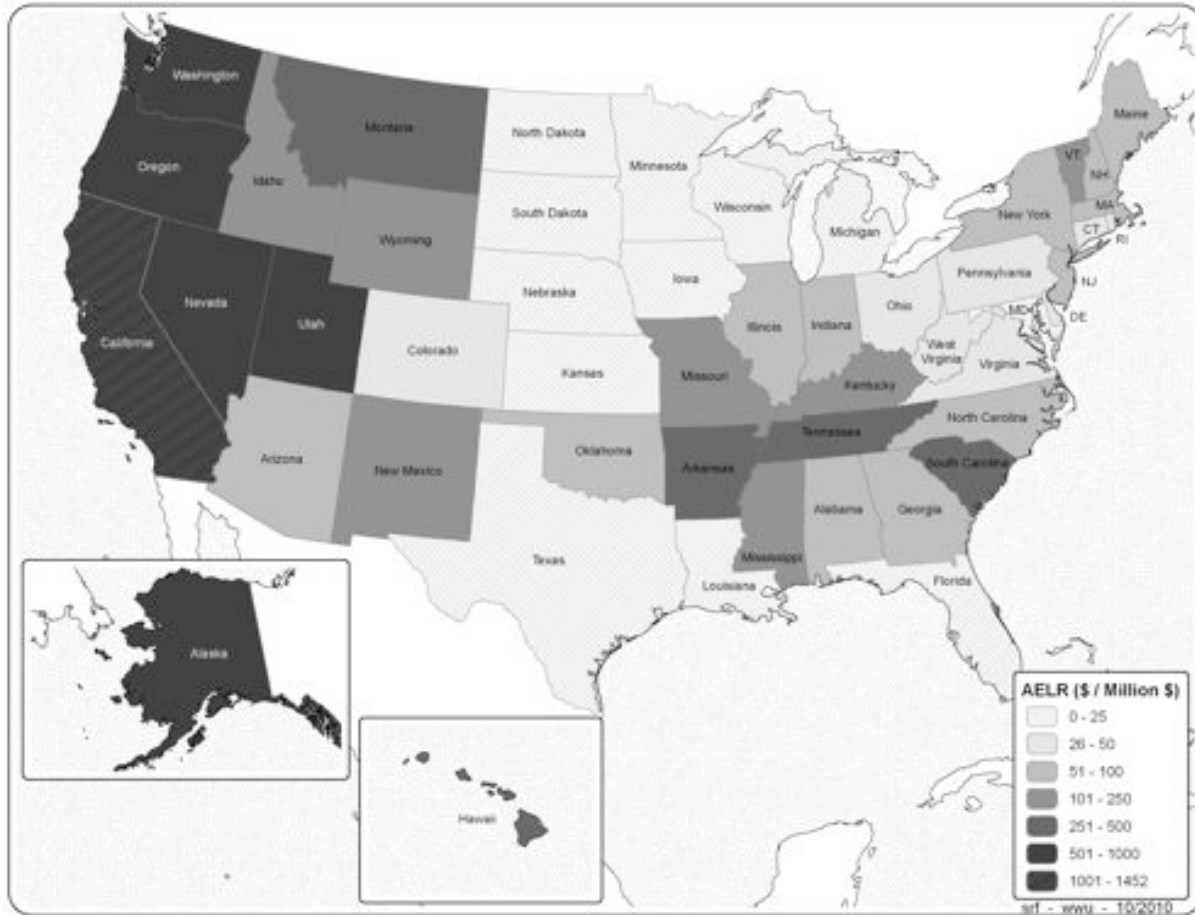 Washington
Maine
Montana
North Dakota
Minnesota
VT
Oregon
Idaho
NH
MA
South Dakota
Wisconsin
New York
Wyoming
Michigan
CT
RI
Nebraska
Iowa
Pennsylvania
NJ
Nevada
Utah
Illinois
Indiana
Ohio
MD
DE
California
Colorado
West
Virginia
Virginia
Kansas
Missouri
Kentucky
North Carolina
Tennessee
Oklahoma
Arizona
New Mexico
Arkansas
South Carolina
Alabama
Georgia
Mississippi
Texas
Louisiana
Florida
Alaska
Hawaii
AELR ($ / Million $)
0 - 25
26 - 50
51 - 100
101 - 250
251 - 500
501 - 1000
1001 - 1452
srf - wwu - 10/2010